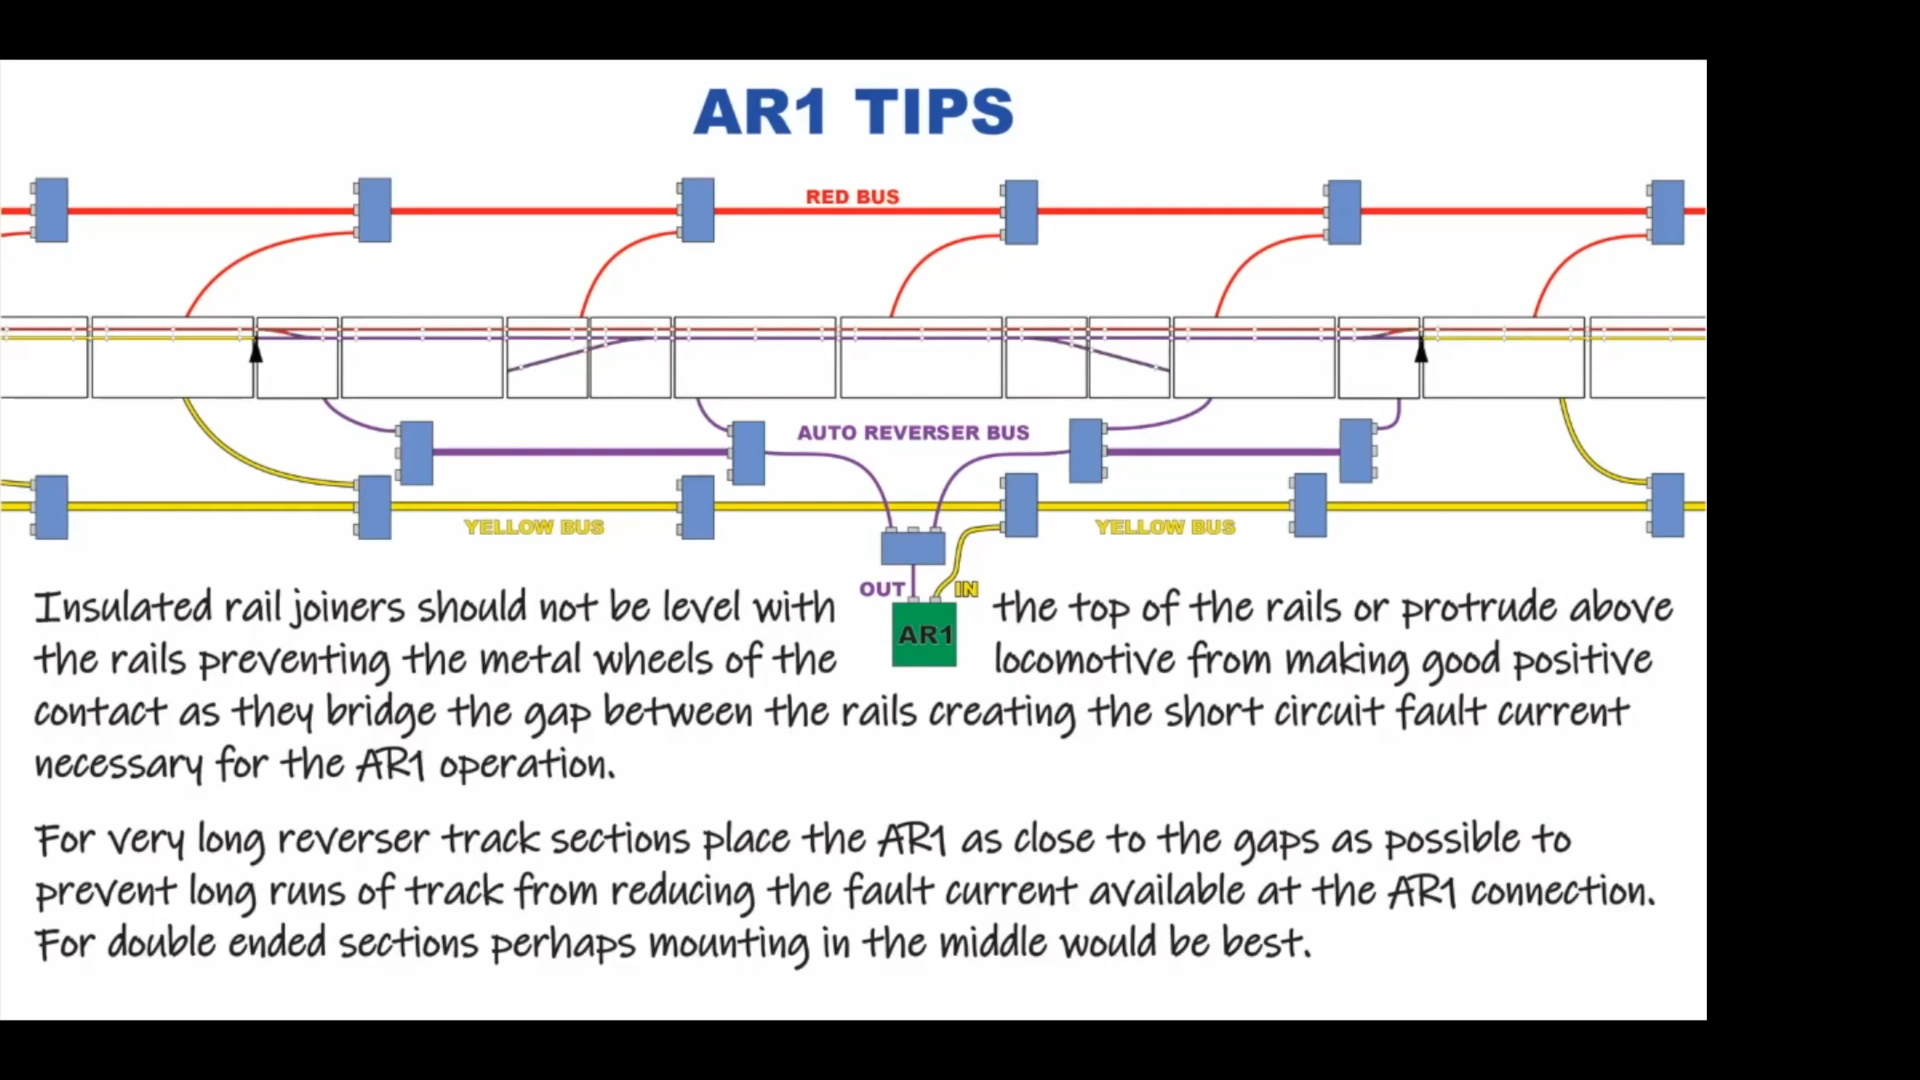 AR1 TIPS
RED BUS
AUTO REVERSER BUS
YELLOW BUS
YELLOW BUS
OUT
IN
AR1
Insulated rail joiners should not be level with the top of the rails or protrude above
the rails preventing the metal wheels of the locomotive from making good positive
contact as they bridge the gap between the rails creating the short circuit fault current
necessary for the AR1 operation.
For very long reverser track sections place the AR1 as close to the gaps as possible to
prevent long runs of track from reducing the fault current available at the AR1 connection.
For double ended sections perhaps mounting in the middle would be best.